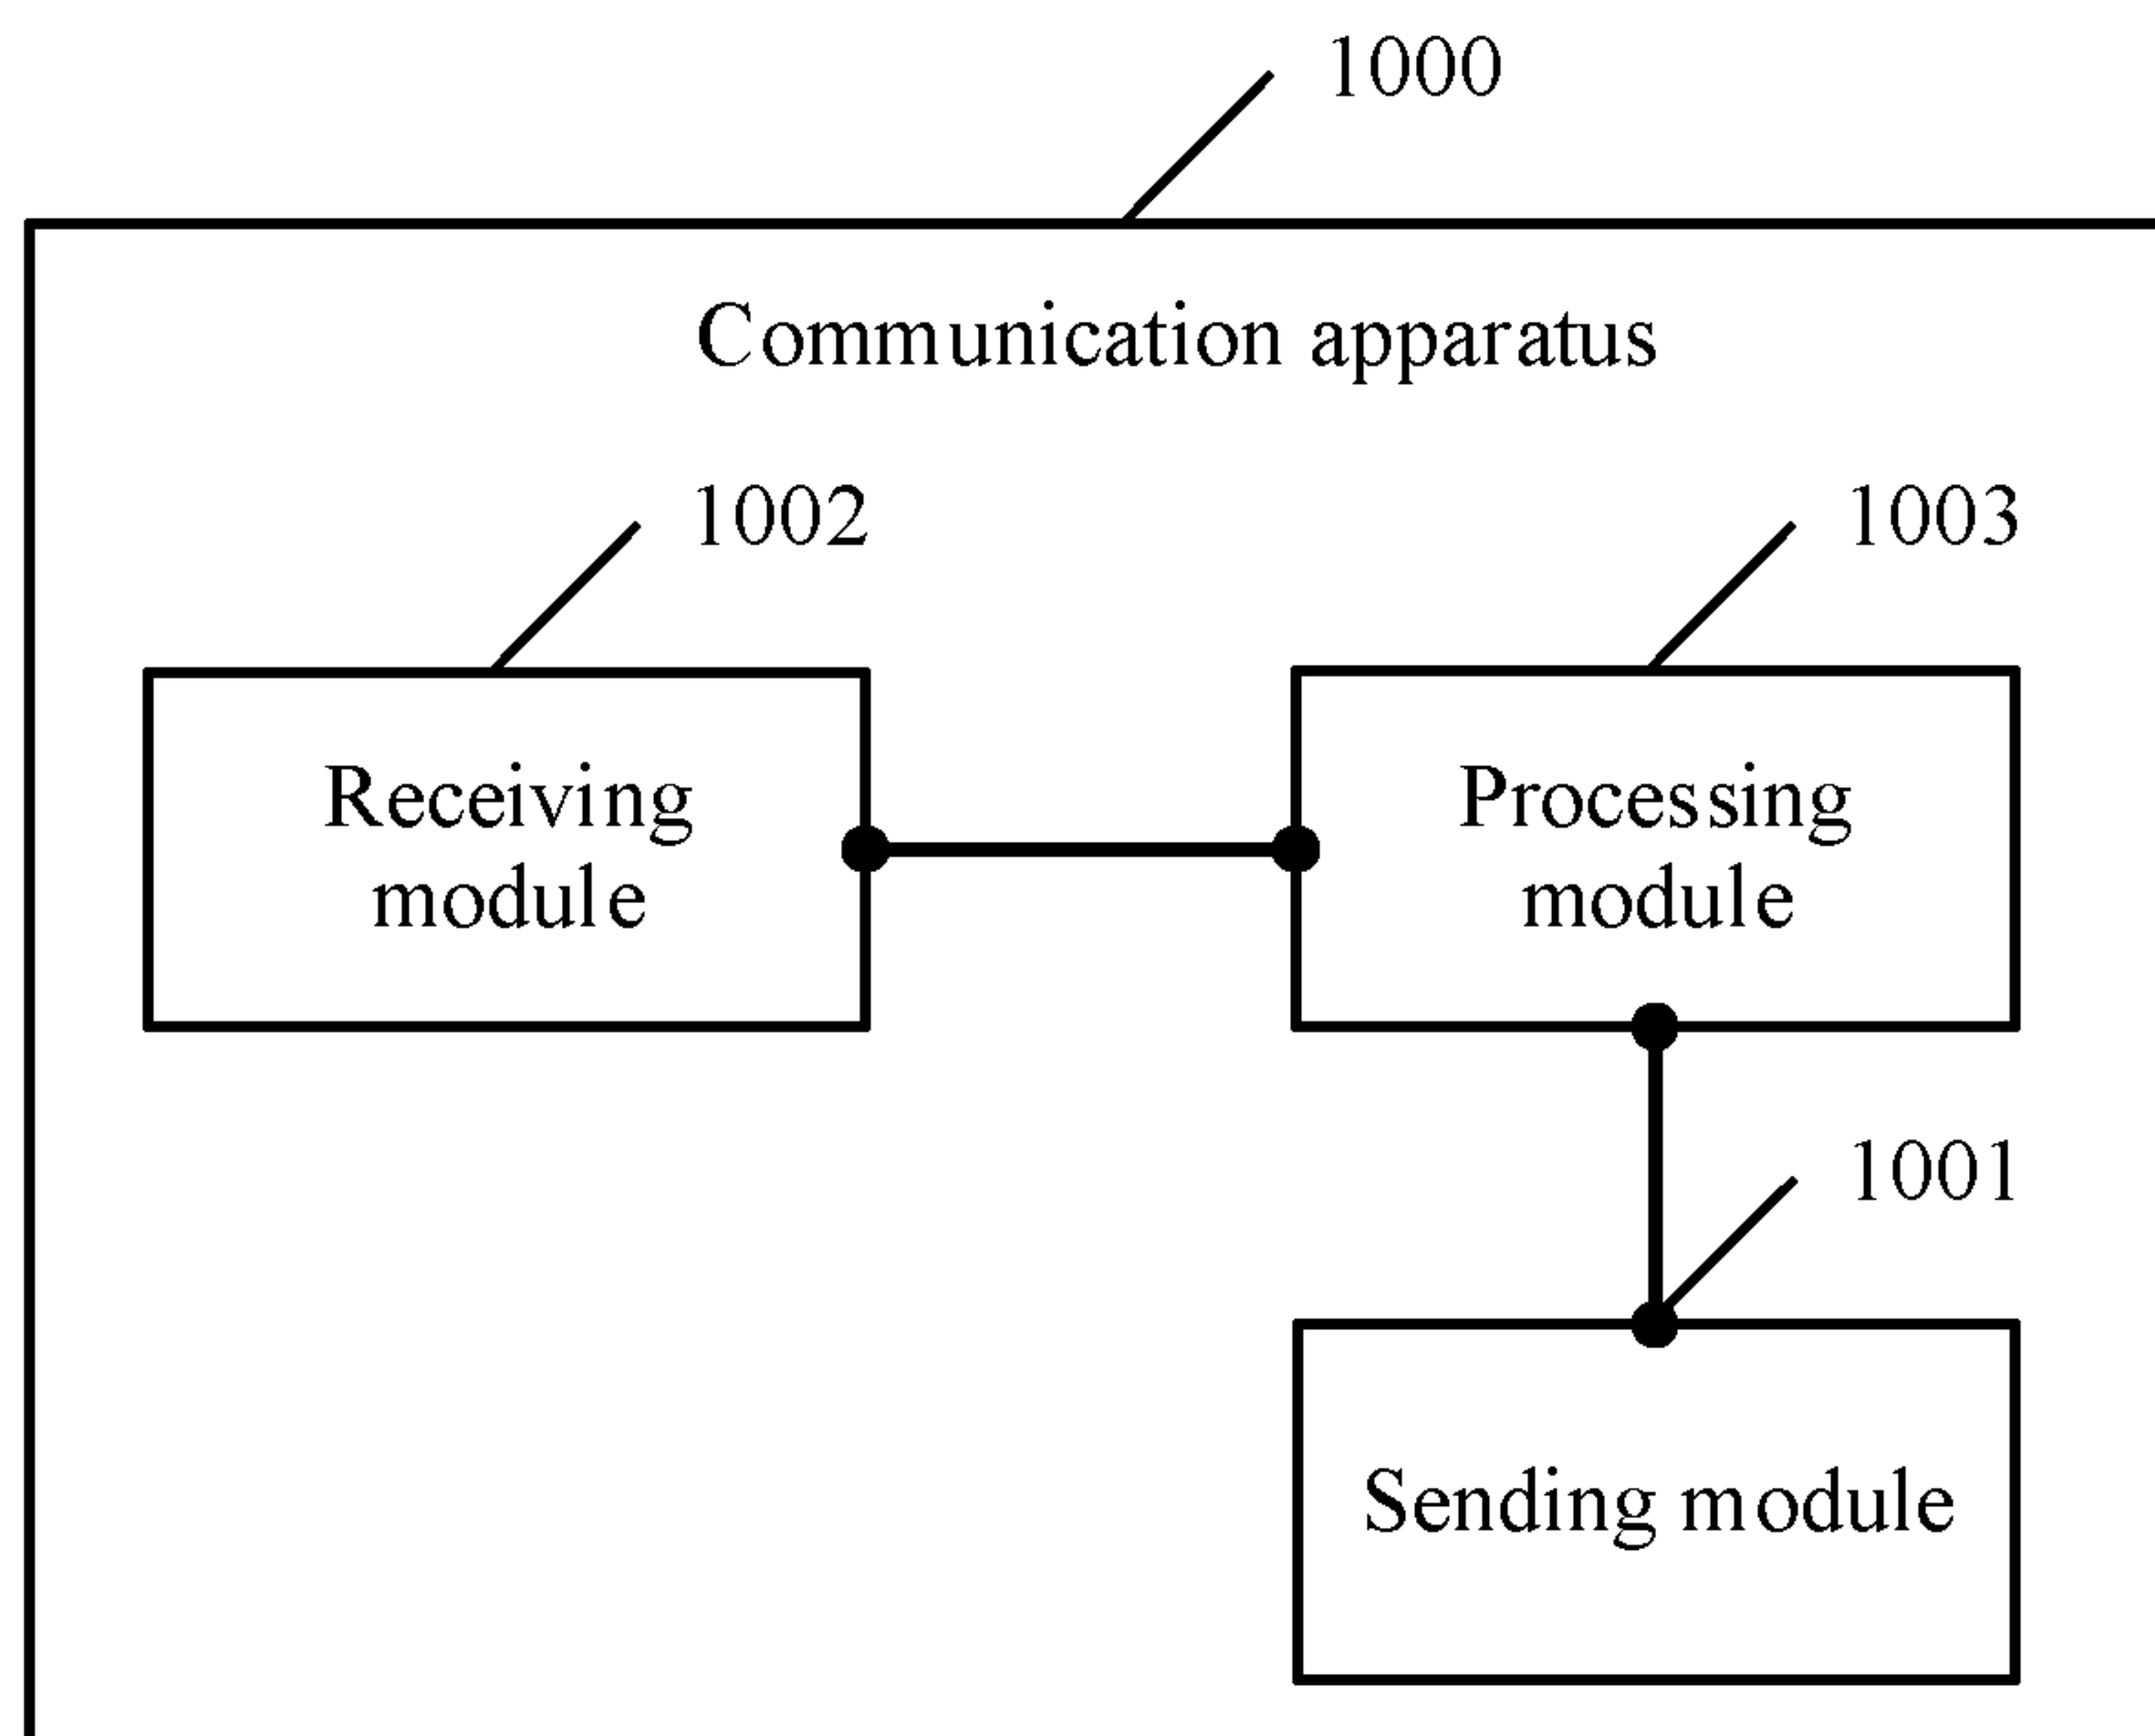 1000
Communication apparatus
1002
1003
Receiving
module
Processing
module
1001
Sending module